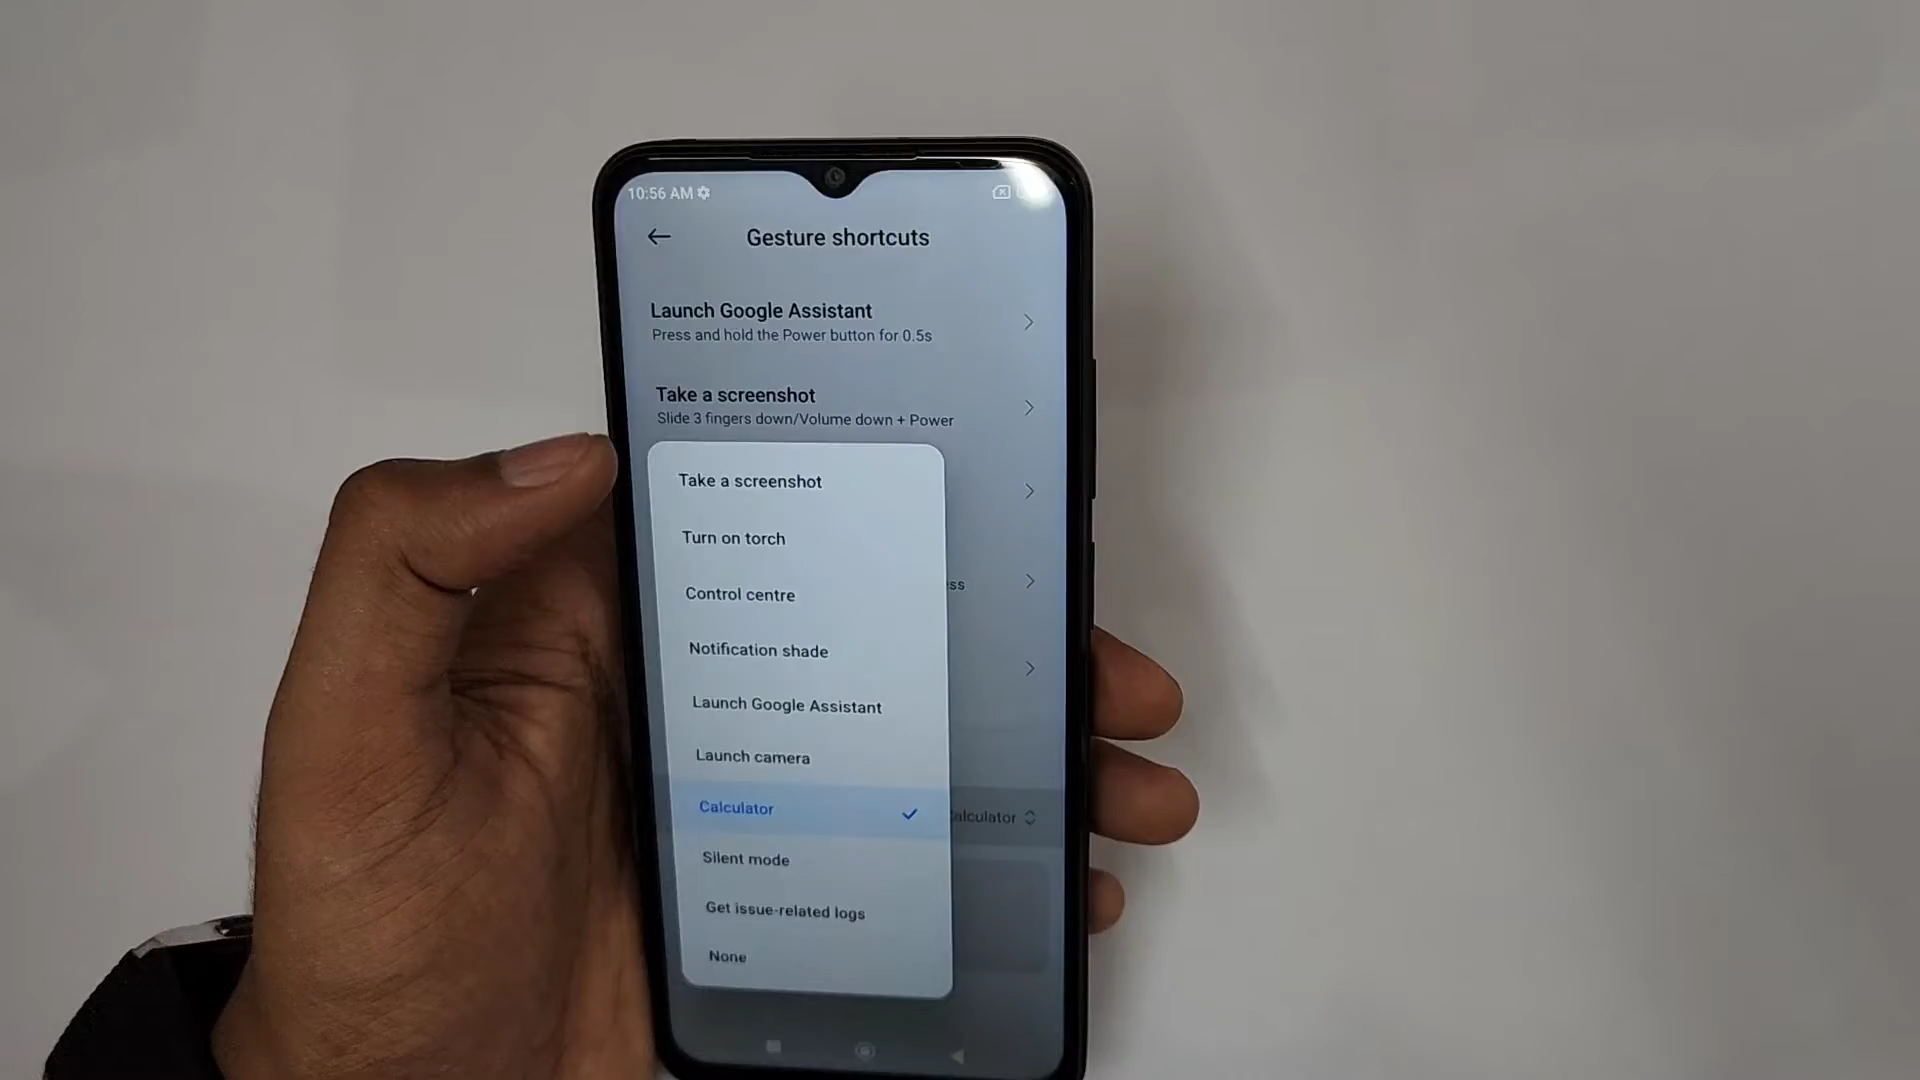 10:56 AM
Gesture shortcuts
Launch Google Assistant
Press and hold the Power button for 0.5s
Take a screenshot
Slide 3 fingers down/Volume down + Power
Take a screenshot
Turn on torch
Control centre
ss
Notification shade
Launch Google Assistant
Launch camera
Calculator
alculator
Silent mode
Get issue-related logs
None